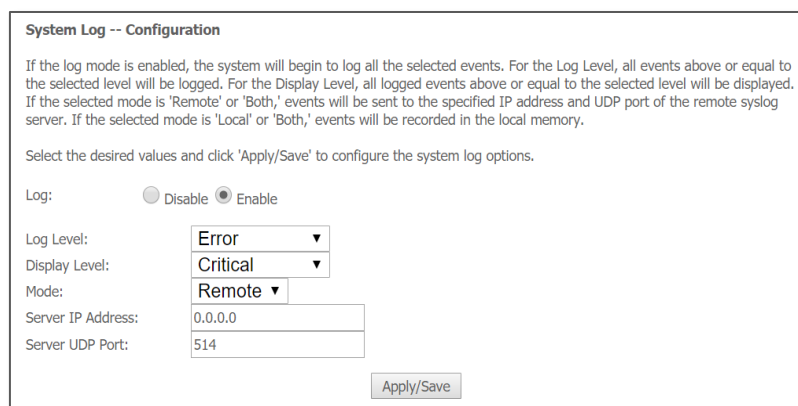 System Log -- Configuration
If the log mode is enabled, the system will begin to log all the selected events. For the Log Level, all events above or equal to
the selected level will be logged. For the Display Level, all logged events above or equal to the selected level will be displayed.
If the selected mode is 'Remote' or 'Both,' events will be sent to the specified IP address and UDP port of the remote syslog
server. If the selected mode is 'Local' or 'Both,' events will be recorded in the local memory.
Select the desired values and click 'Apply/Save' to configure the system log options.
Log: Disable Enable
Log Level: Error
Display Level: Critical
Mode: Remote
Server IP Address: 0.0.0.0
Server UDP Port: 514
Apply/Save